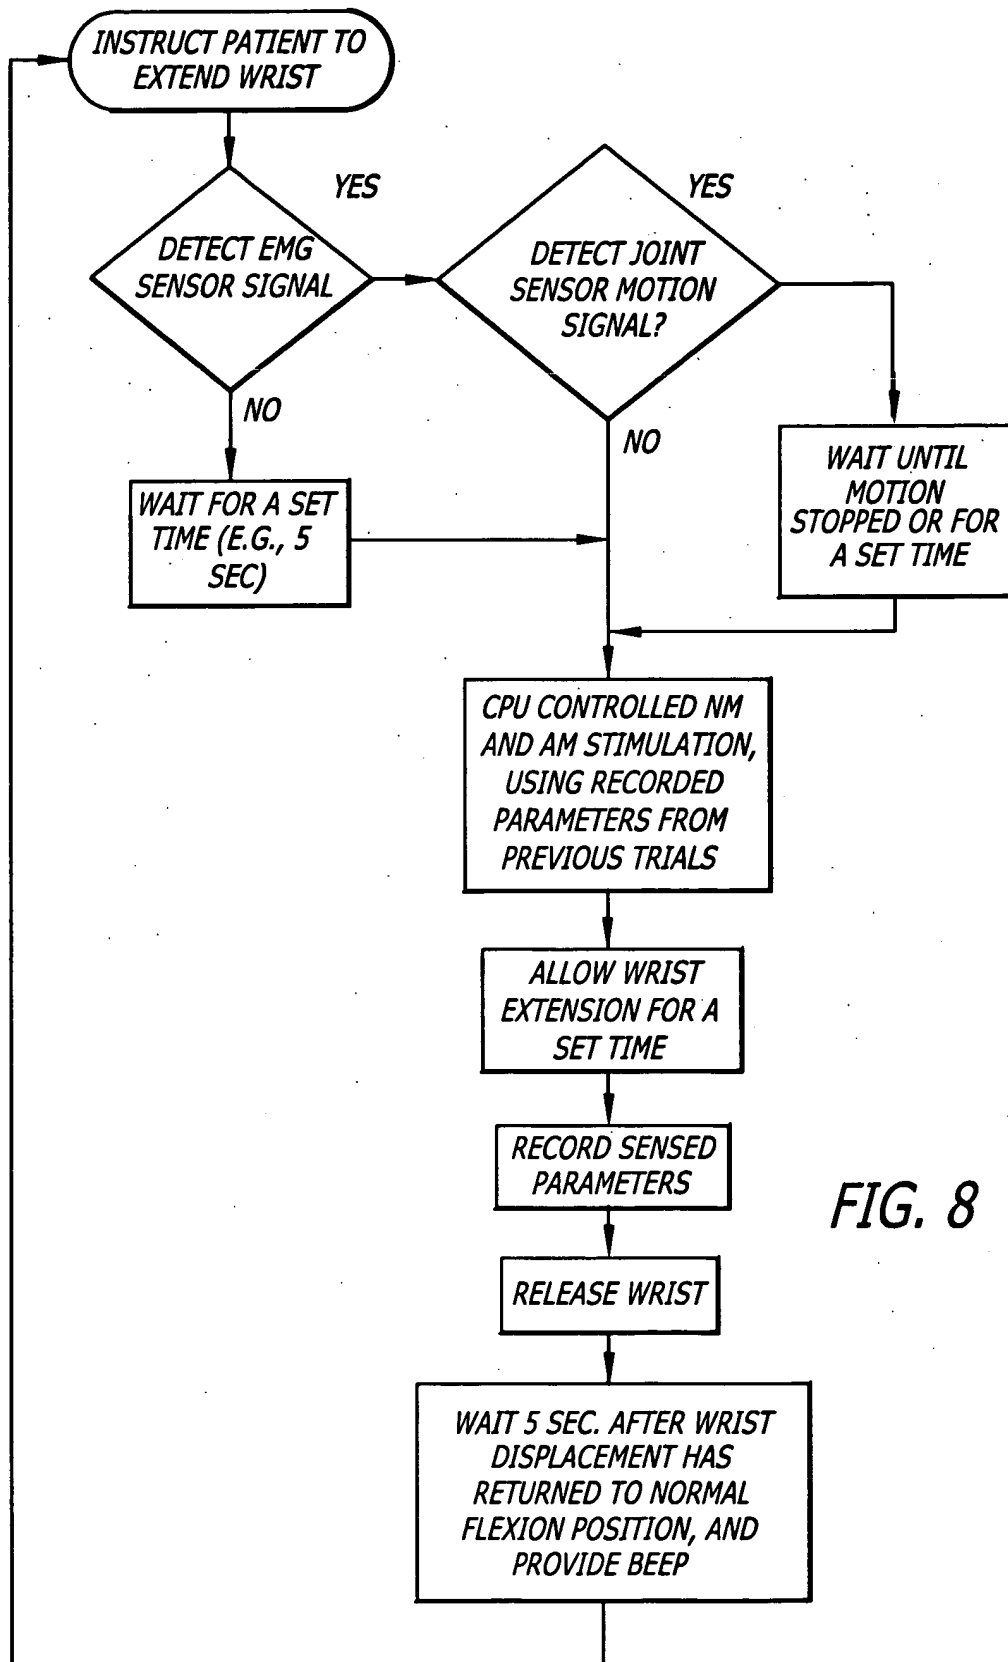 INSTRUCT PATIENT TO
EXTEND WRIST
YES
DETECT EMG
SENSOR SIGNAL
NO
YES
DETECT JOINT
SENSOR MOTION
SIGNAL?
NO
WAIT FOR A SET
TIME (E.G., 5
SEC)
WAIT UNTIL
MOTION
STOPPED OR FOR
A SET TIME
CPU CONTROLLED NM
AND AM STIMULATION,
USING RECORDED
PARAMETERS FROM
PREVIOUS TRIALS
ALLOW WRIST
EXTENSION FOR A
SET TIME
RECORD SENSED
PARAMETERS
FIG. 8
RELEASE WRIST
WAIT 5 SEC. AFTER WRIST
DISPLACEMENT HAS
RETURNED TO NORMAL
FLEXION POSITION, AND
PROVIDE BEEP